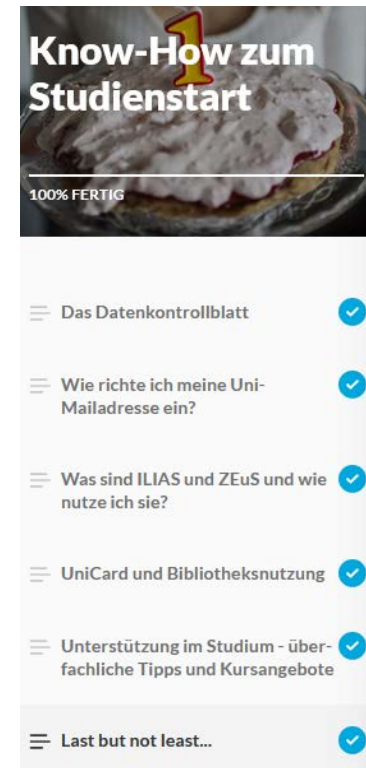 Know-How zum
Studienstart
100% FERTIG
Das Datenkontrollblatt
Wie richte ich meine Uni-
Mailadresse ein?
Was sind ILIAS und ZEuS und wie
nutze ich sie?
UniCard und Bibliotheksnutzung
Unterstützung im Studium - über-
fachliche Tipps und Kursangebote
Last but not least...